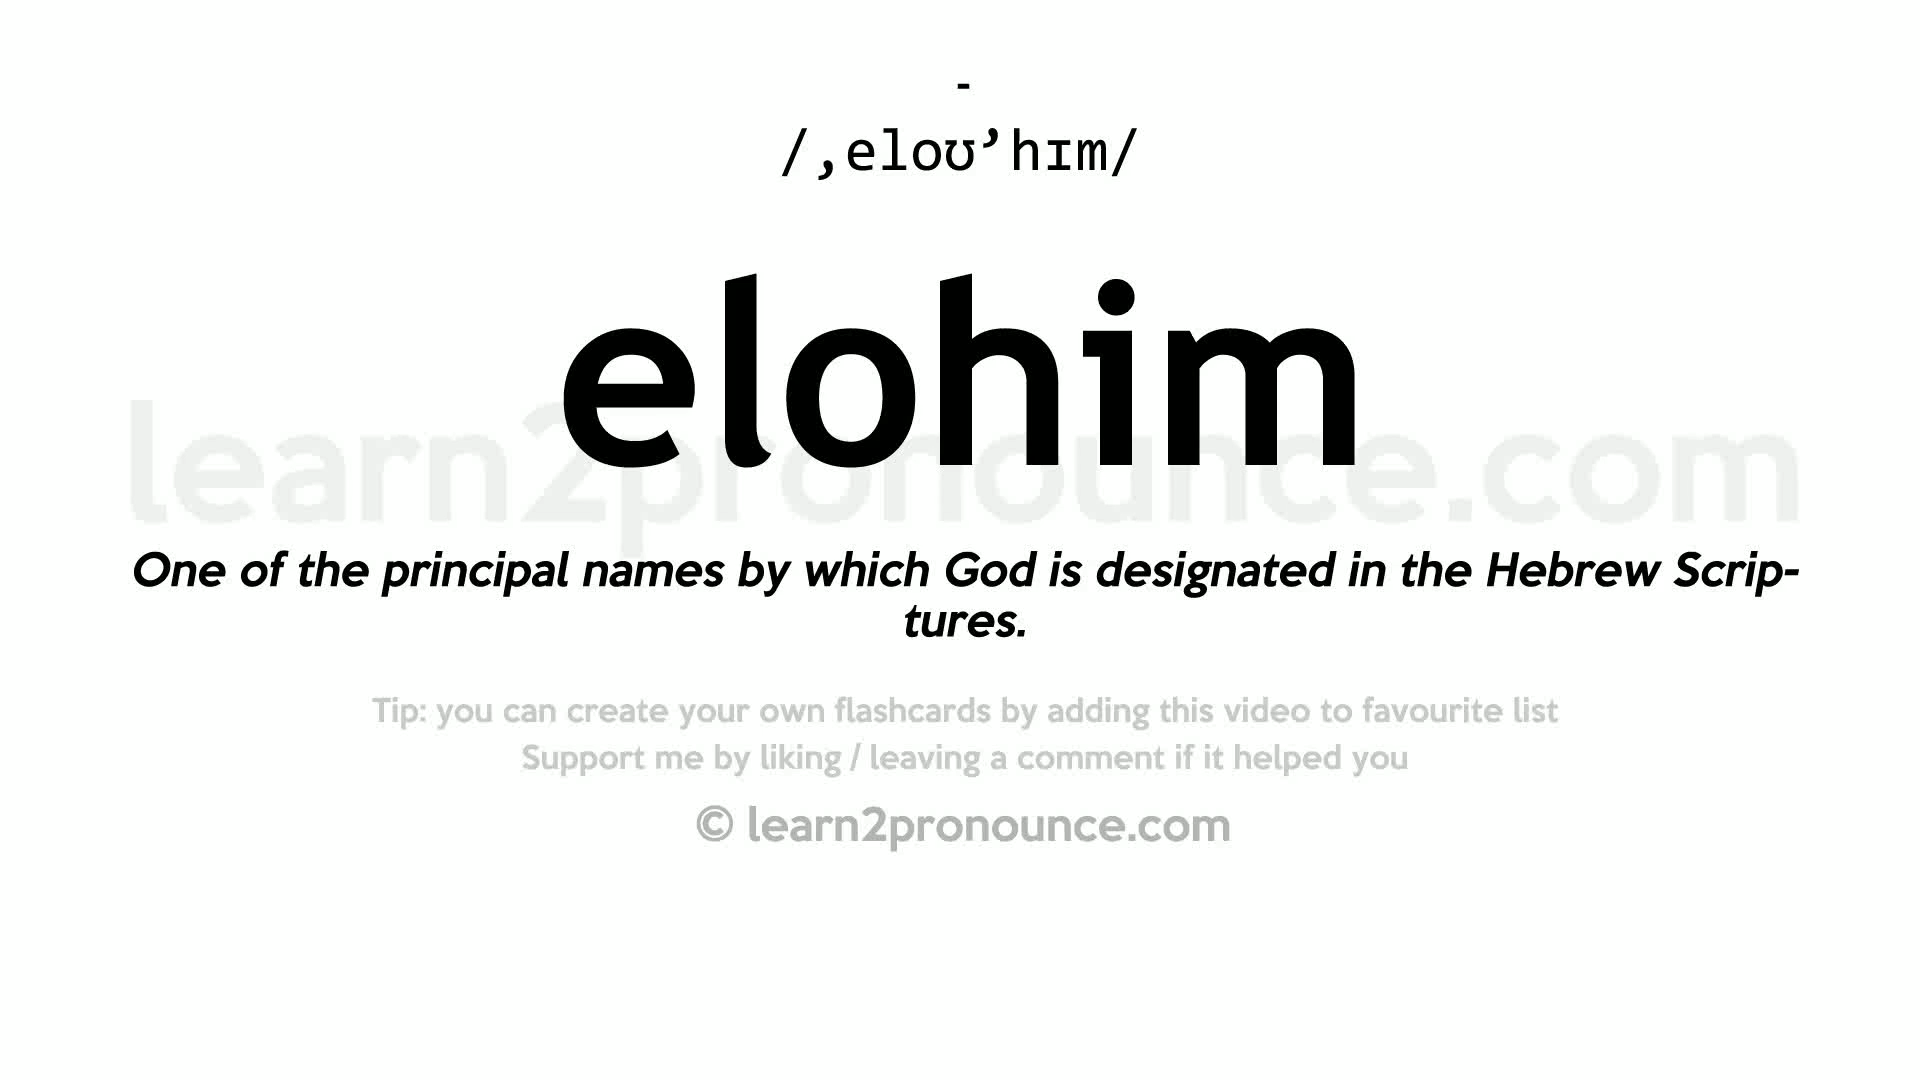 -
/,eloʊ’hɪm/
elohim
learn2pronounce.com
One of the principal names by which God is designated in the Hebrew Scrip-
tures.
Tip: you can create your own flashcards by adding this video to favourite list
Support me by liking / leaving a comment if it helped you
© learn2pronounce.com